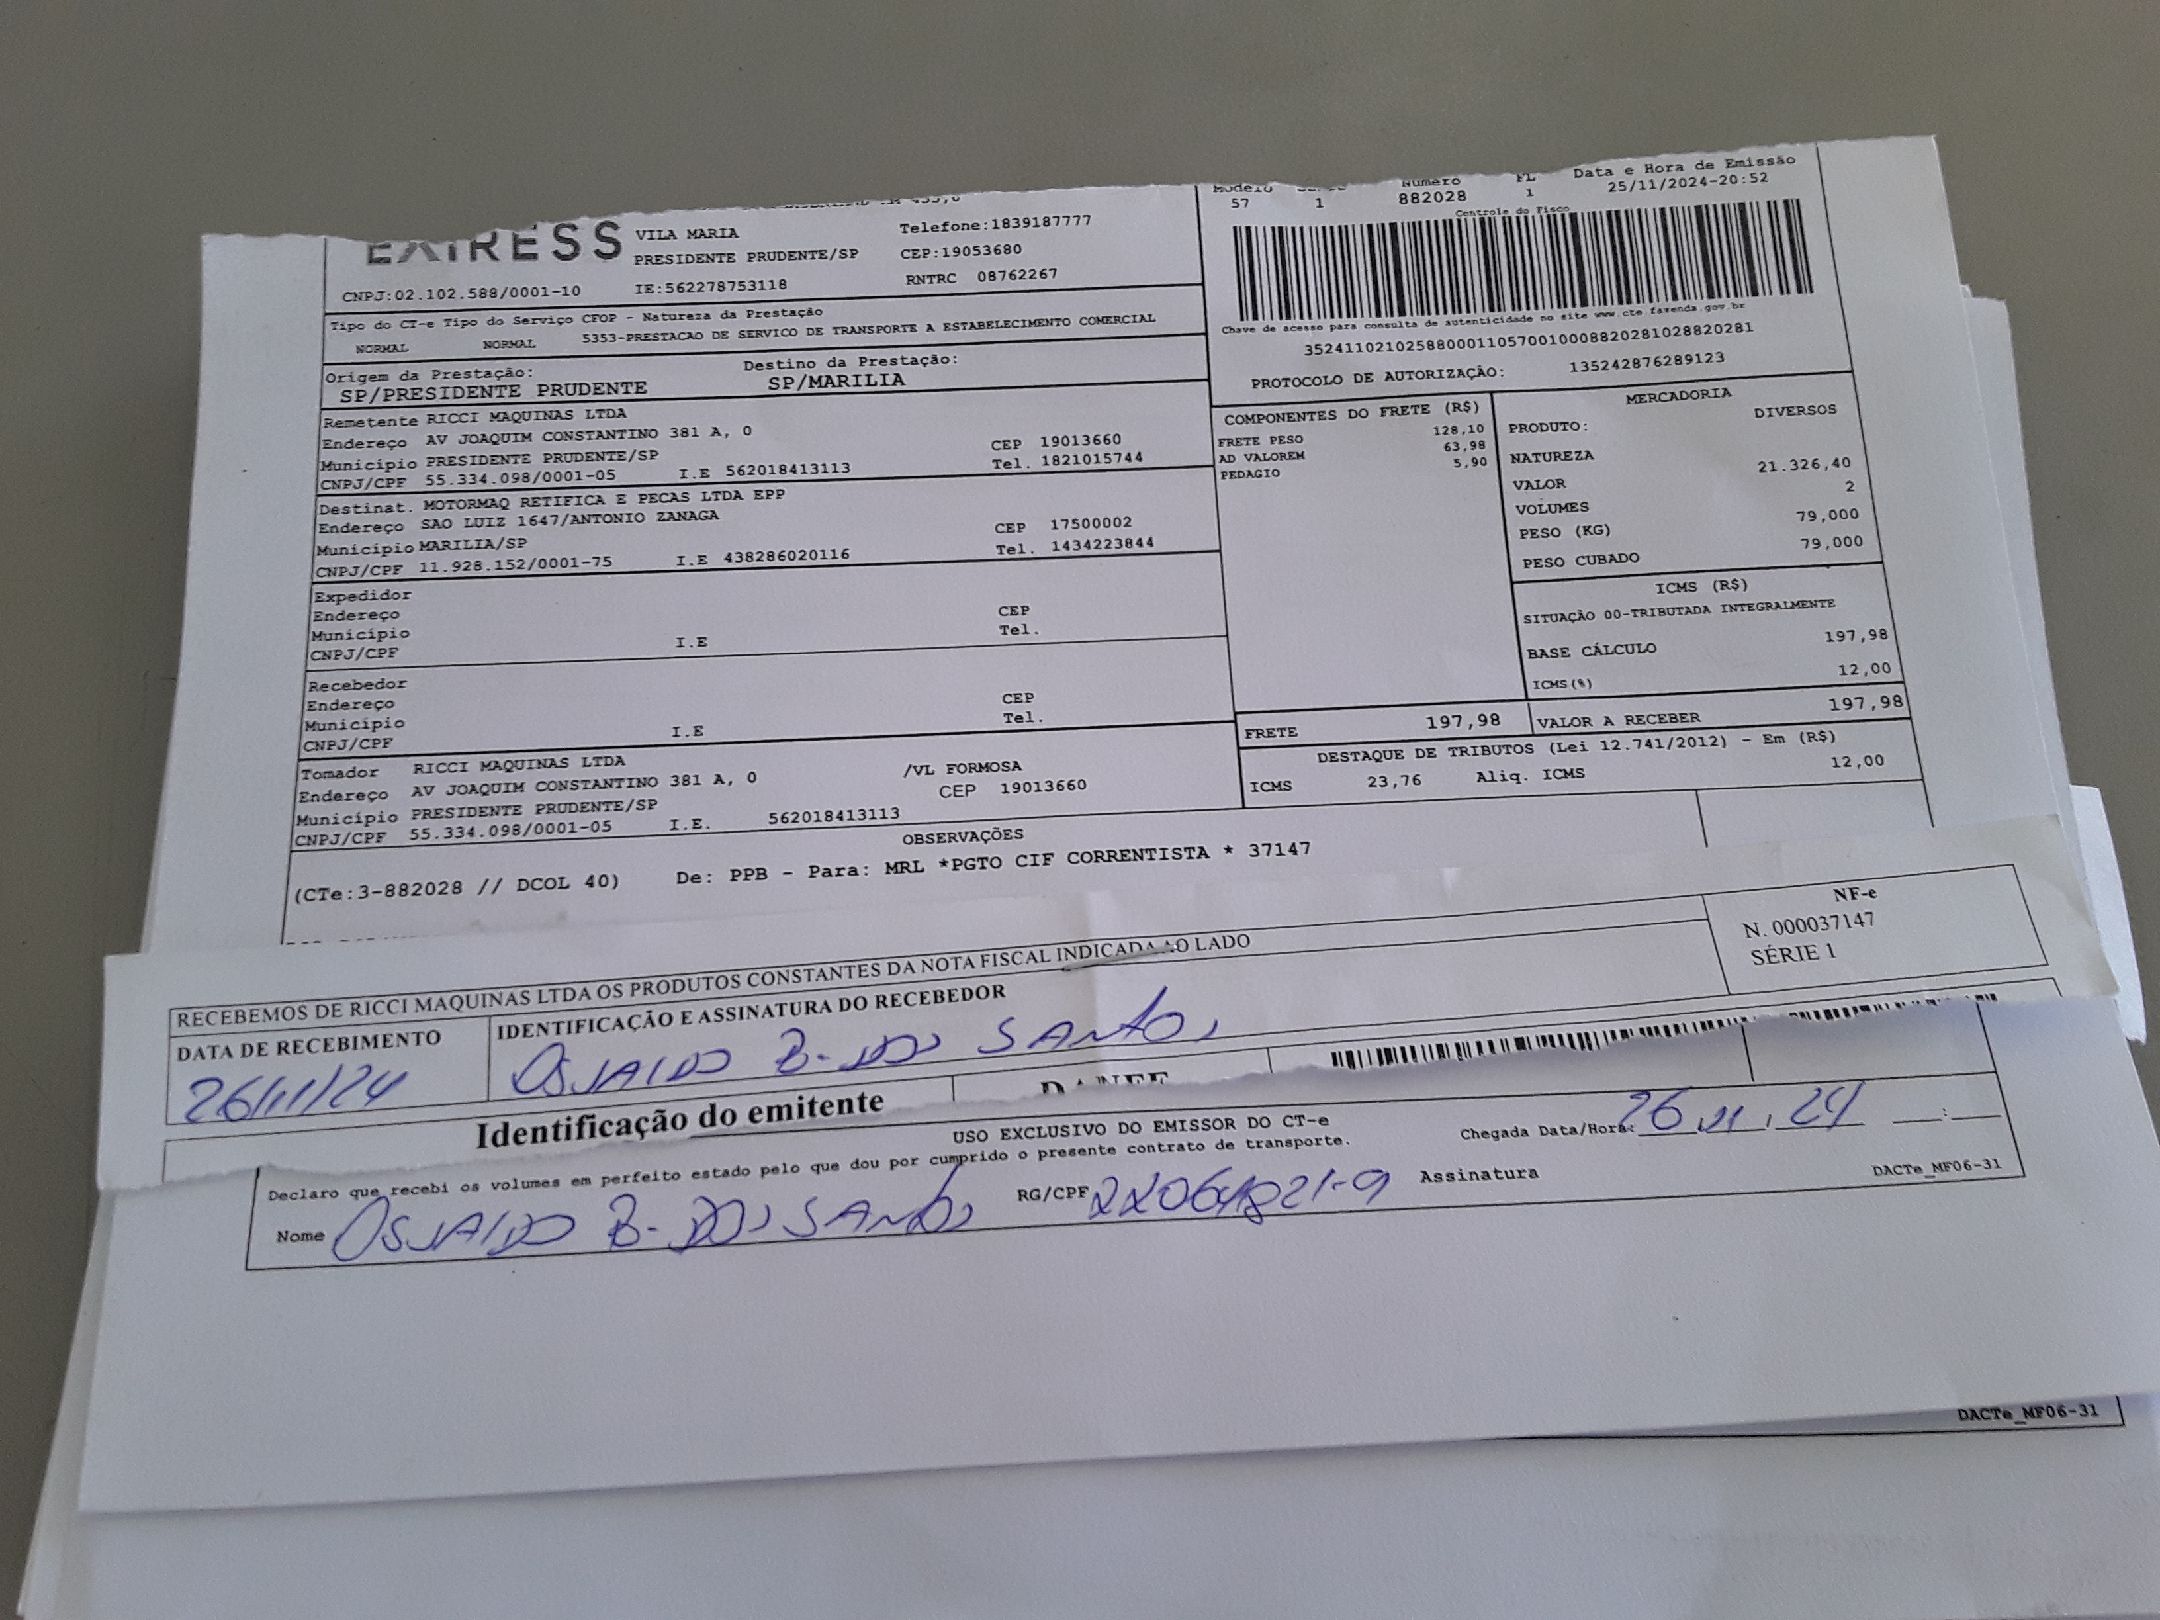 Modelo Número FL Data e Hora de Emissão
57 1 882028 1 25/11/2024-20:52
Controle do Fisco
EXPRESS VILA MARIA Telefone:1839187777
PRESIDENTE PRUDENTE/SP CEP:19053680
CNPJ:02.102.588/0001-10 IE:562278753118 RNTRC 08762267
Tipo do CT-e Tipo do Serviço CFOP - Natureza da Prestação
NORMAL NORMAL 5353-PRESTACAO DE SERVICO DE TRANSPORTE A ESTABELECIMENTO COMERCIAL
Chave de acesso para consulta de autenticidade no site www.cte.fazenda.gov.br
35241102102588000110570010008820281028820281
PROTOCOLO DE AUTORIZAÇÃO: 135242876289123
Origem da Prestação: Destino da Prestação:
SP/PRESIDENTE PRUDENTE SP/MARILIA
Remetente RICCI MAQUINAS LTDA
Endereço AV JOAQUIM CONSTANTINO 381 A, 0 CEP 19013660
Município PRESIDENTE PRUDENTE/SP Tel. 1821015744
CNPJ/CPF 55.334.098/0001-05 I.E 562018413113
Destinat. MOTORMAQ RETIFICA E PECAS LTDA EPP
Endereço SAO LUIZ 1647/ANTONIO ZANAGA CEP 17500002
Município MARILIA/SP Tel. 1434223844
CNPJ/CPF 11.928.152/0001-75 I.E 438286020116
Expedidor
Endereço CEP
Município Tel.
CNPJ/CPF I.E
Recebedor
Endereço CEP
Município Tel.
CNPJ/CPF I.E
Tomador RICCI MAQUINAS LTDA
Endereço AV JOAQUIM CONSTANTINO 381 A, 0 /VL FORMOSA
Município PRESIDENTE PRUDENTE/SP CEP 19013660
CNPJ/CPF 55.334.098/0001-05 I.E. 562018413113
COMPONENTES DO FRETE (R$)
FRETE PESO 128,10
AD VALOREM 63,98
PEDAGIO 5,90
MERCADORIA
PRODUTO: DIVERSOS
NATUREZA
VALOR 21.326,40
VOLUMES 2
PESO (KG) 79,000
PESO CUBADO 79,000
ICMS (R$)
SITUAÇÃO 00-TRIBUTADA INTEGRALMENTE
BASE CÁLCULO 197,98
ICMS(%) 12,00
FRETE 197,98 VALOR A RECEBER 197,98
DESTAQUE DE TRIBUTOS (Lei 12.741/2012) - Em (R$)
ICMS 23,76 Aliq. ICMS 12,00
OBSERVAÇÕES
(CTe:3-882028 // DCOL 40) De: PPB - Para: MRL *PGTO CIF CORRENTISTA * 37147
RECEBEMOS DE RICCI MAQUINAS LTDA OS PRODUTOS CONSTANTES DA NOTA FISCAL INDICADA AO LADO
NF-e
N. 000037147
SÉRIE 1
DATA DE RECEBIMENTO IDENTIFICAÇÃO E ASSINATURA DO RECEBEDOR
26/11/24 OSVALDO B. DOS SANTOS
Identificação do emitente DANFE
USO EXCLUSIVO DO EMISSOR DO CT-e
Declaro que recebi os volumes em perfeito estado pelo que dou por cumprido o presente contrato de transporte.
Chegada Data/Hora: 26 11 24 __:__
Nome OSVALDO B. DOS SANTOS RG/CPF Assinatura
DACTe_MF06-31
DACTe_MF06-31